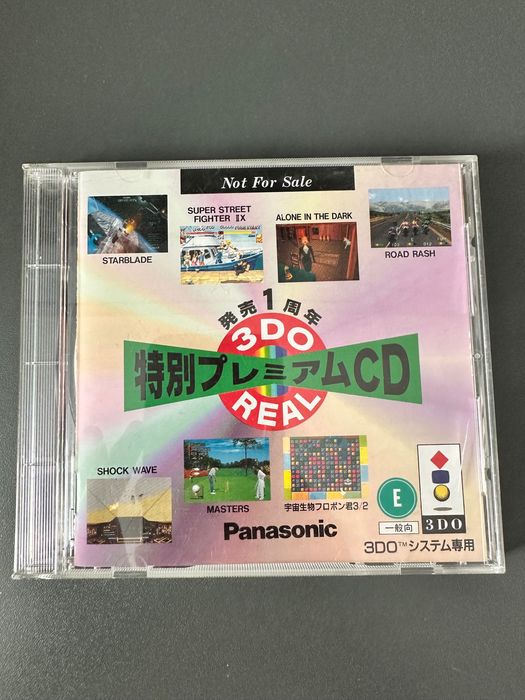 Not For Sale
STARBLADE
SUPER STREET
FIGHTER IIX
ALONE IN THE DARK
ROAD RASH
発売1周年
3DO
特別プレミアムCD
REAL
SHOCK WAVE
MASTERS
宇宙生物フロポン君3/2
Panasonic
E
一般向
3DO
3DO™システム専用